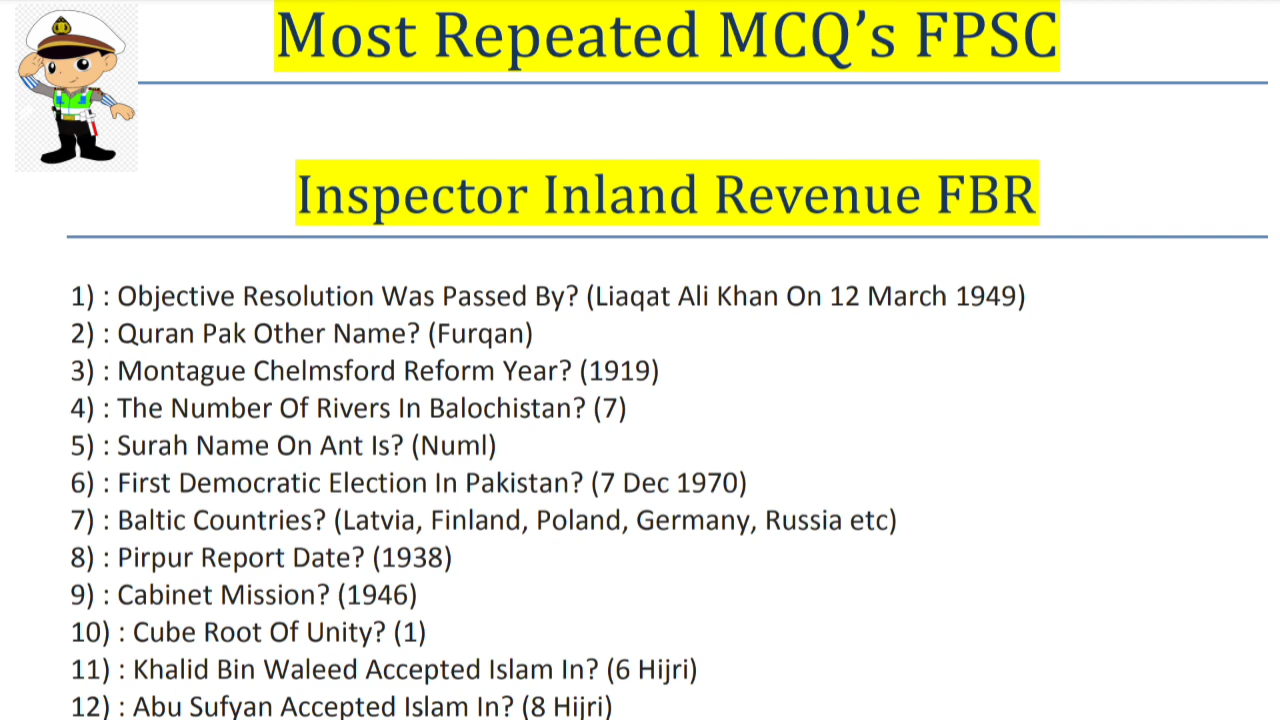 Most Repeated MCQ’s FPSC
Inspector Inland Revenue FBR
1) : Objective Resolution Was Passed By? (Liaqat Ali Khan On 12 March 1949)
2) : Quran Pak Other Name? (Furqan)
3) : Montague Chelmsford Reform Year? (1919)
4) : The Number Of Rivers In Balochistan? (7)
5) : Surah Name On Ant Is? (Numl)
6) : First Democratic Election In Pakistan? (7 Dec 1970)
7) : Baltic Countries? (Latvia, Finland, Poland, Germany, Russia etc)
8) : Pirpur Report Date? (1938)
9) : Cabinet Mission? (1946)
10) : Cube Root Of Unity? (1)
11) : Khalid Bin Waleed Accepted Islam In? (6 Hijri)
12) : Abu Sufyan Accepted Islam In? (8 Hijri)